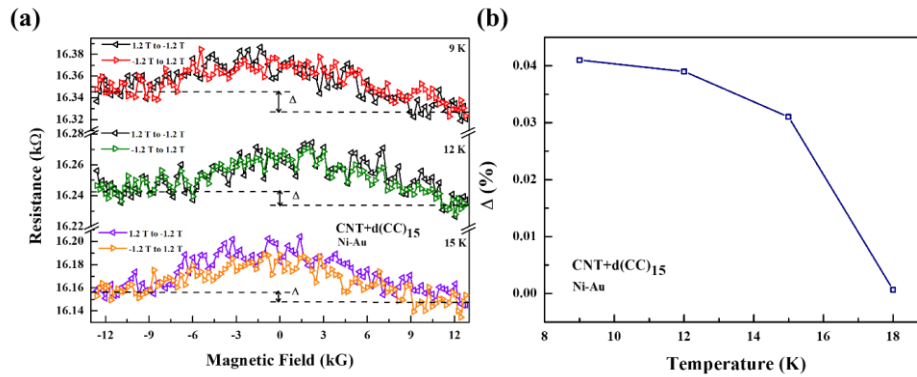 (a)
Resistance (kΩ)
16.38
16.36
16.34
16.32
16.28
16.26
16.24
16.22
16.20
16.18
16.16
16.14
1.2 T to -1.2 T
-1.2 T to 1.2 T
9 K
Δ
1.2 T to -1.2 T
-1.2 T to 1.2 T
12 K
Δ
CNT+d(CC)15
Ni-Au
1.2 T to -1.2 T
-1.2 T to 1.2 T
15 K
Δ
-12 -9 -6 -3 0 3 6 9 12
Magnetic Field (kG)
(b)
Δ (%)
0.04
0.03
0.02
0.01
0.00
CNT+d(CC)15
Ni-Au
8 10 12 14 16 18
Temperature (K)